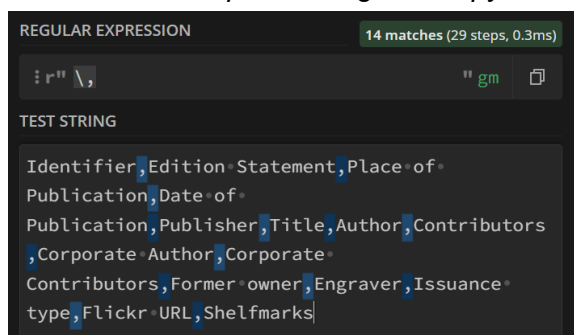 REGULAR EXPRESSION 14 matches (29 steps, 0.3ms)
r" \, " gm
TEST STRING
Identifier,Edition·Statement,Place·of·
Publication,Date·of·
Publication,Publisher,Title,Author,Contributors
,Corporate·Author,Corporate·
Contributors,Former·owner,Engraver,Issuance·
type,Flickr·URL,Shelfmarks